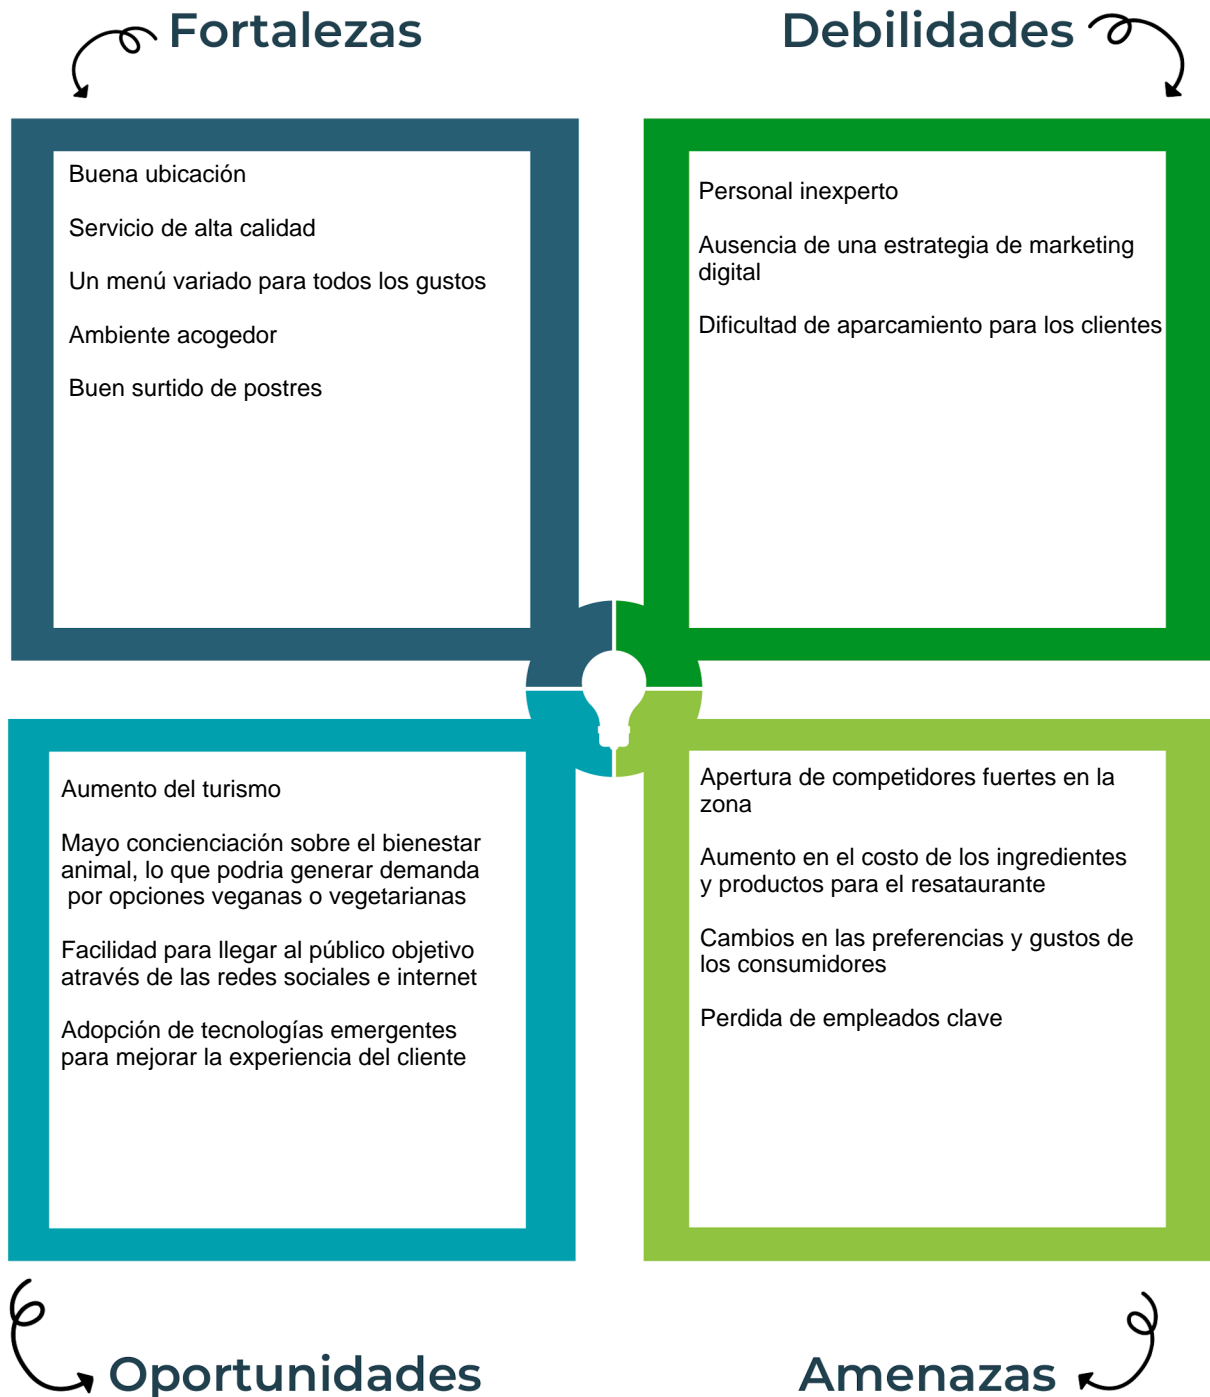 Fortalezas
Buena ubicación
Servicio de alta calidad
Un menú variado para todos los gustos
Ambiente acogedor
Buen surtido de postres
Debilidades
Personal inexperto
Ausencia de una estrategia de marketing
digital
Dificultad de aparcamiento para los clientes
Aumento del turismo
Mayo concienciación sobre el bienestar
animal, lo que podria generar demanda
por opciones veganas o vegetarianas
Facilidad para llegar al público objetivo
através de las redes sociales e internet
Adopción de tecnologías emergentes
para mejorar la experiencia del cliente
Oportunidades
Apertura de competidores fuertes en la
zona
Aumento en el costo de los ingredientes
y productos para el resataurante
Cambios en las preferencias y gustos de
los consumidores
Perdida de empleados clave
Amenazas